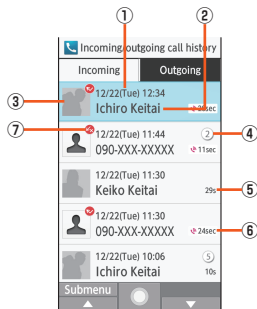 ① ②
Incoming/outgoing call history
Incoming Outgoing
12/22(Tue) 12:34
③ Ichiro Keitai 20sec
⑦ 12/22(Tue) 11:44 2 ④
090-XXX-XXXXX 11sec
12/22(Tue) 11:30
Keiko Keitai 29s ⑤
12/22(Tue) 11:30
090-XXX-XXXXX 24sec ⑥
12/22(Tue) 10:06 5
Ichiro Keitai 10s
Submenu